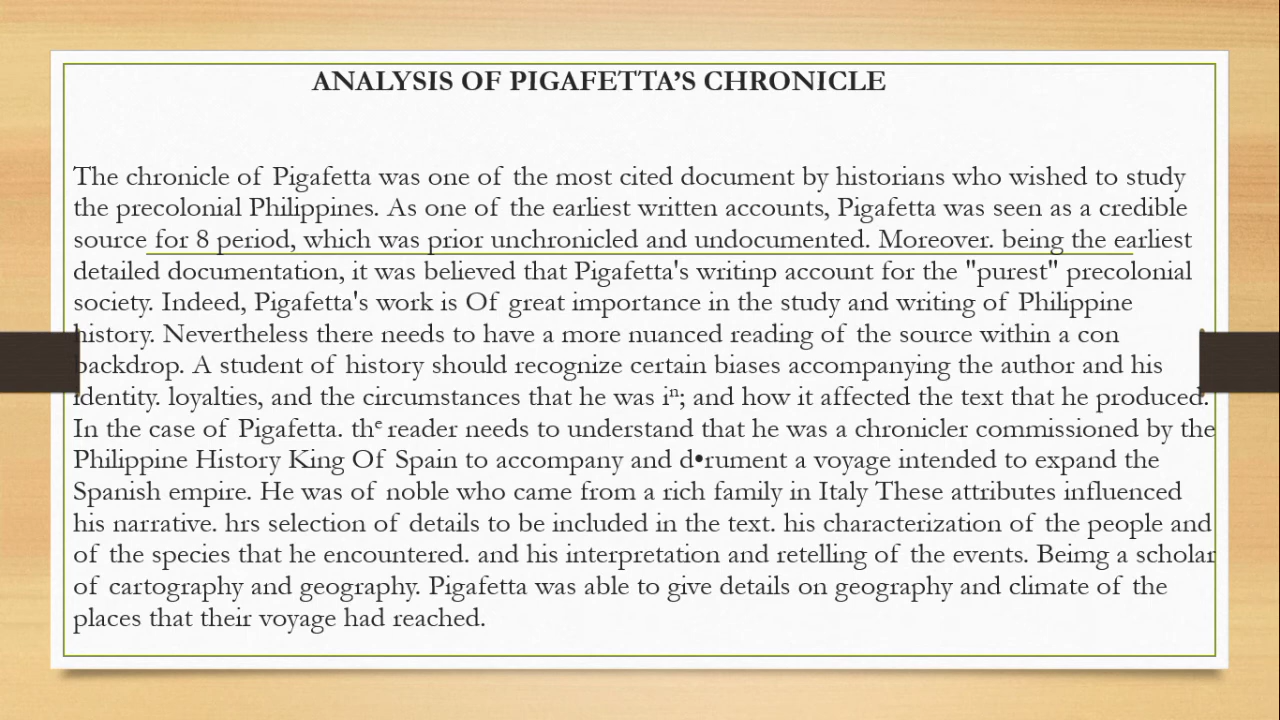 ANALYSIS OF PIGAFETTA’S CHRONICLE
The chronicle of Pigafetta was one of the most cited document by historians who wished to study
the precolonial Philippines. As one of the earliest written accounts, Pigafetta was seen as a credible
source for 8 period, which was prior unchronicled and undocumented. Moreover. being the earliest
detailed documentation, it was believed that Pigafetta's writinp account for the "purest" precolonial
society. Indeed, Pigafetta's work is Of great importance in the study and writing of Philippine
history. Nevertheless there needs to have a more nuanced reading of the source within a con
backdrop. A student of history should recognize certain biases accompanying the author and his
identity. loyalties, and the circumstances that he was iⁿ; and how it affected the text that he produced.
In the case of Pigafetta. thᵉ reader needs to understand that he was a chronicler commissioned by the
Philippine History King Of Spain to accompany and d•rument a voyage intended to expand the
Spanish empire. He was of noble who came from a rich family in Italy These attributes influenced
his narrative. hrs selection of details to be included in the text. his characterization of the people and
of the species that he encountered. and his interpretation and retelling of the events. Beimg a scholar
of cartography and geography. Pigafetta was able to give details on geography and climate of the
places that their voyage had reached.